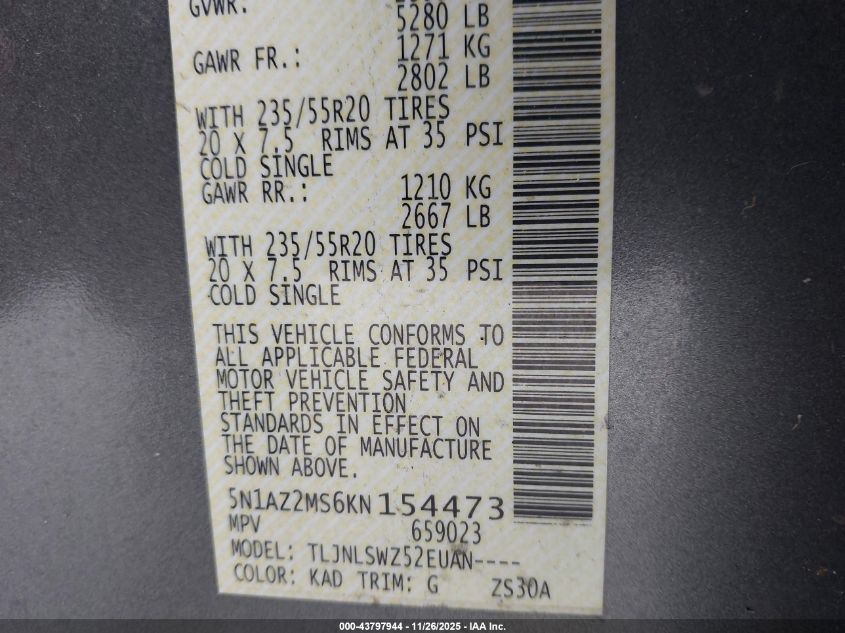 GVWR:
5280 LB
GAWR FR.: 1271 KG
2802 LB
WITH 235/55R20 TIRES
20 X 7.5 RIMS AT 35 PSI
COLD SINGLE
GAWR RR.: 1210 KG
2667 LB
WITH 235/55R20 TIRES
20 X 7.5 RIMS AT 35 PSI
COLD SINGLE
THIS VEHICLE CONFORMS TO
ALL APPLICABLE FEDERAL
MOTOR VEHICLE SAFETY AND
THEFT PREVENTION
STANDARDS IN EFFECT ON
THE DATE OF MANUFACTURE
SHOWN ABOVE.
5N1AZ2MS6KN154473
MPV 659023
MODEL: TLJNLSWZ52EUAN----
COLOR: KAD TRIM: G ZS30A
000-43797944 - 11/26/2025 - IAA Inc.